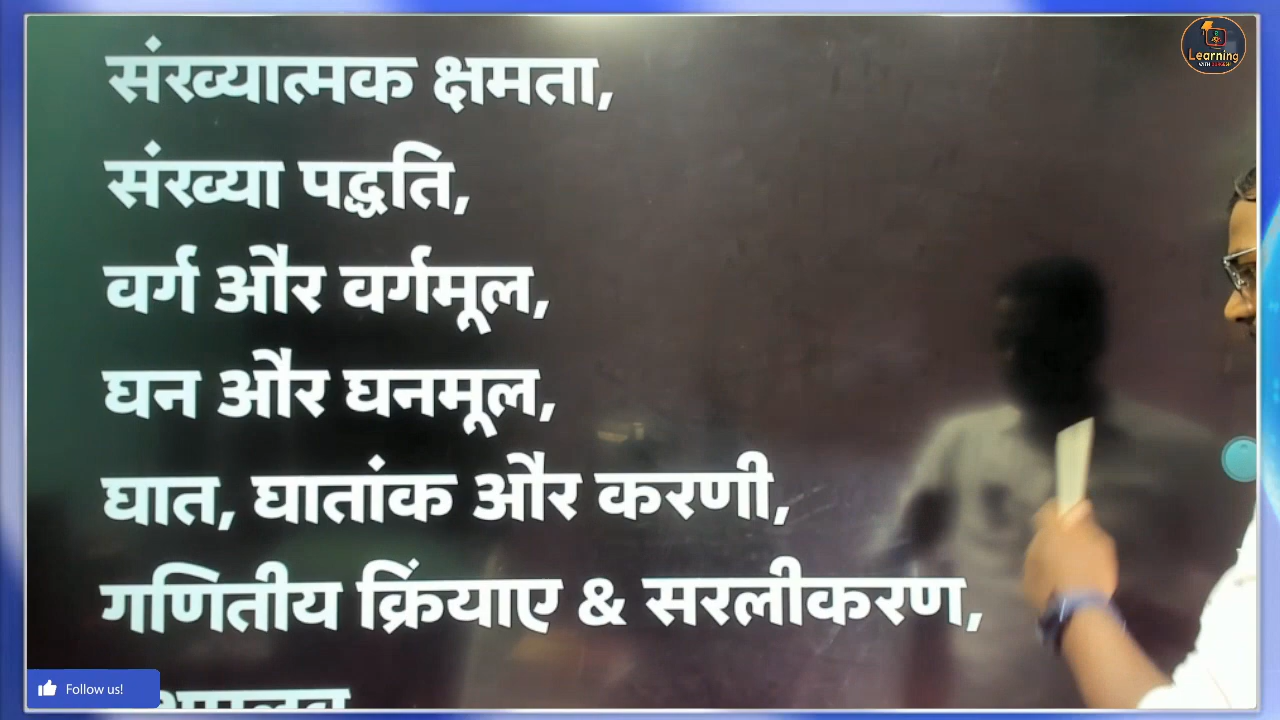 संख्यात्मक क्षमता,
संख्या पद्धति,
वर्ग और वर्गमूल,
घन और घनमूल,
घात, घातांक और करणी,
गणितीय क्रिंयाए & सरलीकरण,
Follow us!
Learning